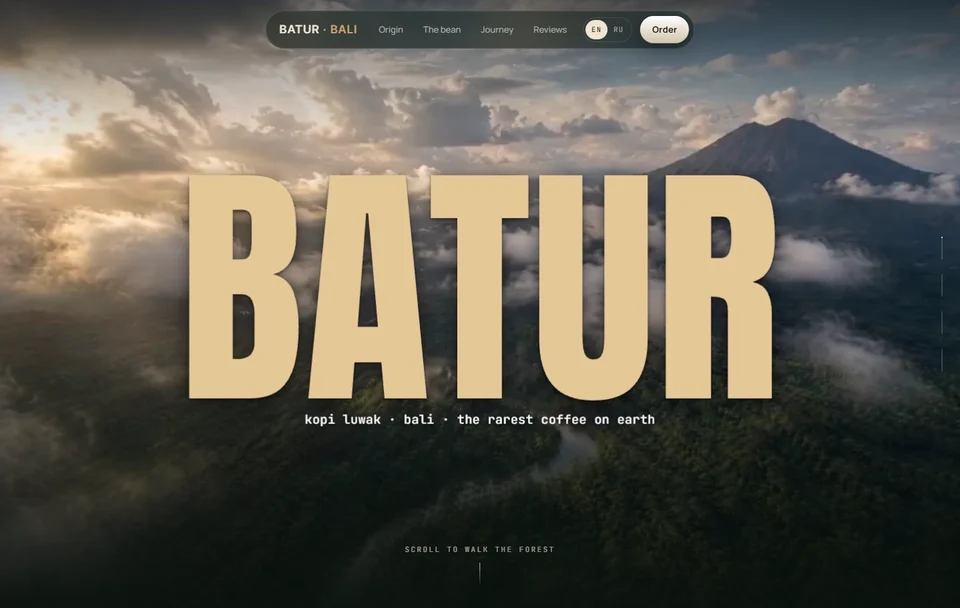 BATUR · BALI Origin The bean Journey Reviews EN RU Order
BATUR
kopi luwak · bali · the rarest coffee on earth
SCROLL TO WALK THE FOREST